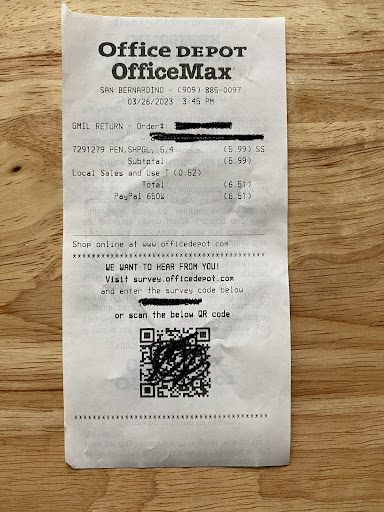 Office DEPOT
OfficeMax
SAN BERNARDINO - (909) 885-0097
03/26/2023 3:45 PM
GMIL RETURN - Order#:
7291279 PEN,SHPGL, 5,4 (5.99) SS
Subtotal: (5.99)
Local Sales and Use T (0.52)
Total (6.51)
PayPal 650W: (6.51)
Shop online at www.officedepot.com
WE WANT TO HEAR FROM YOU!
Visit survey.officedepot.com
and enter the survey code below
or scan the below QR code